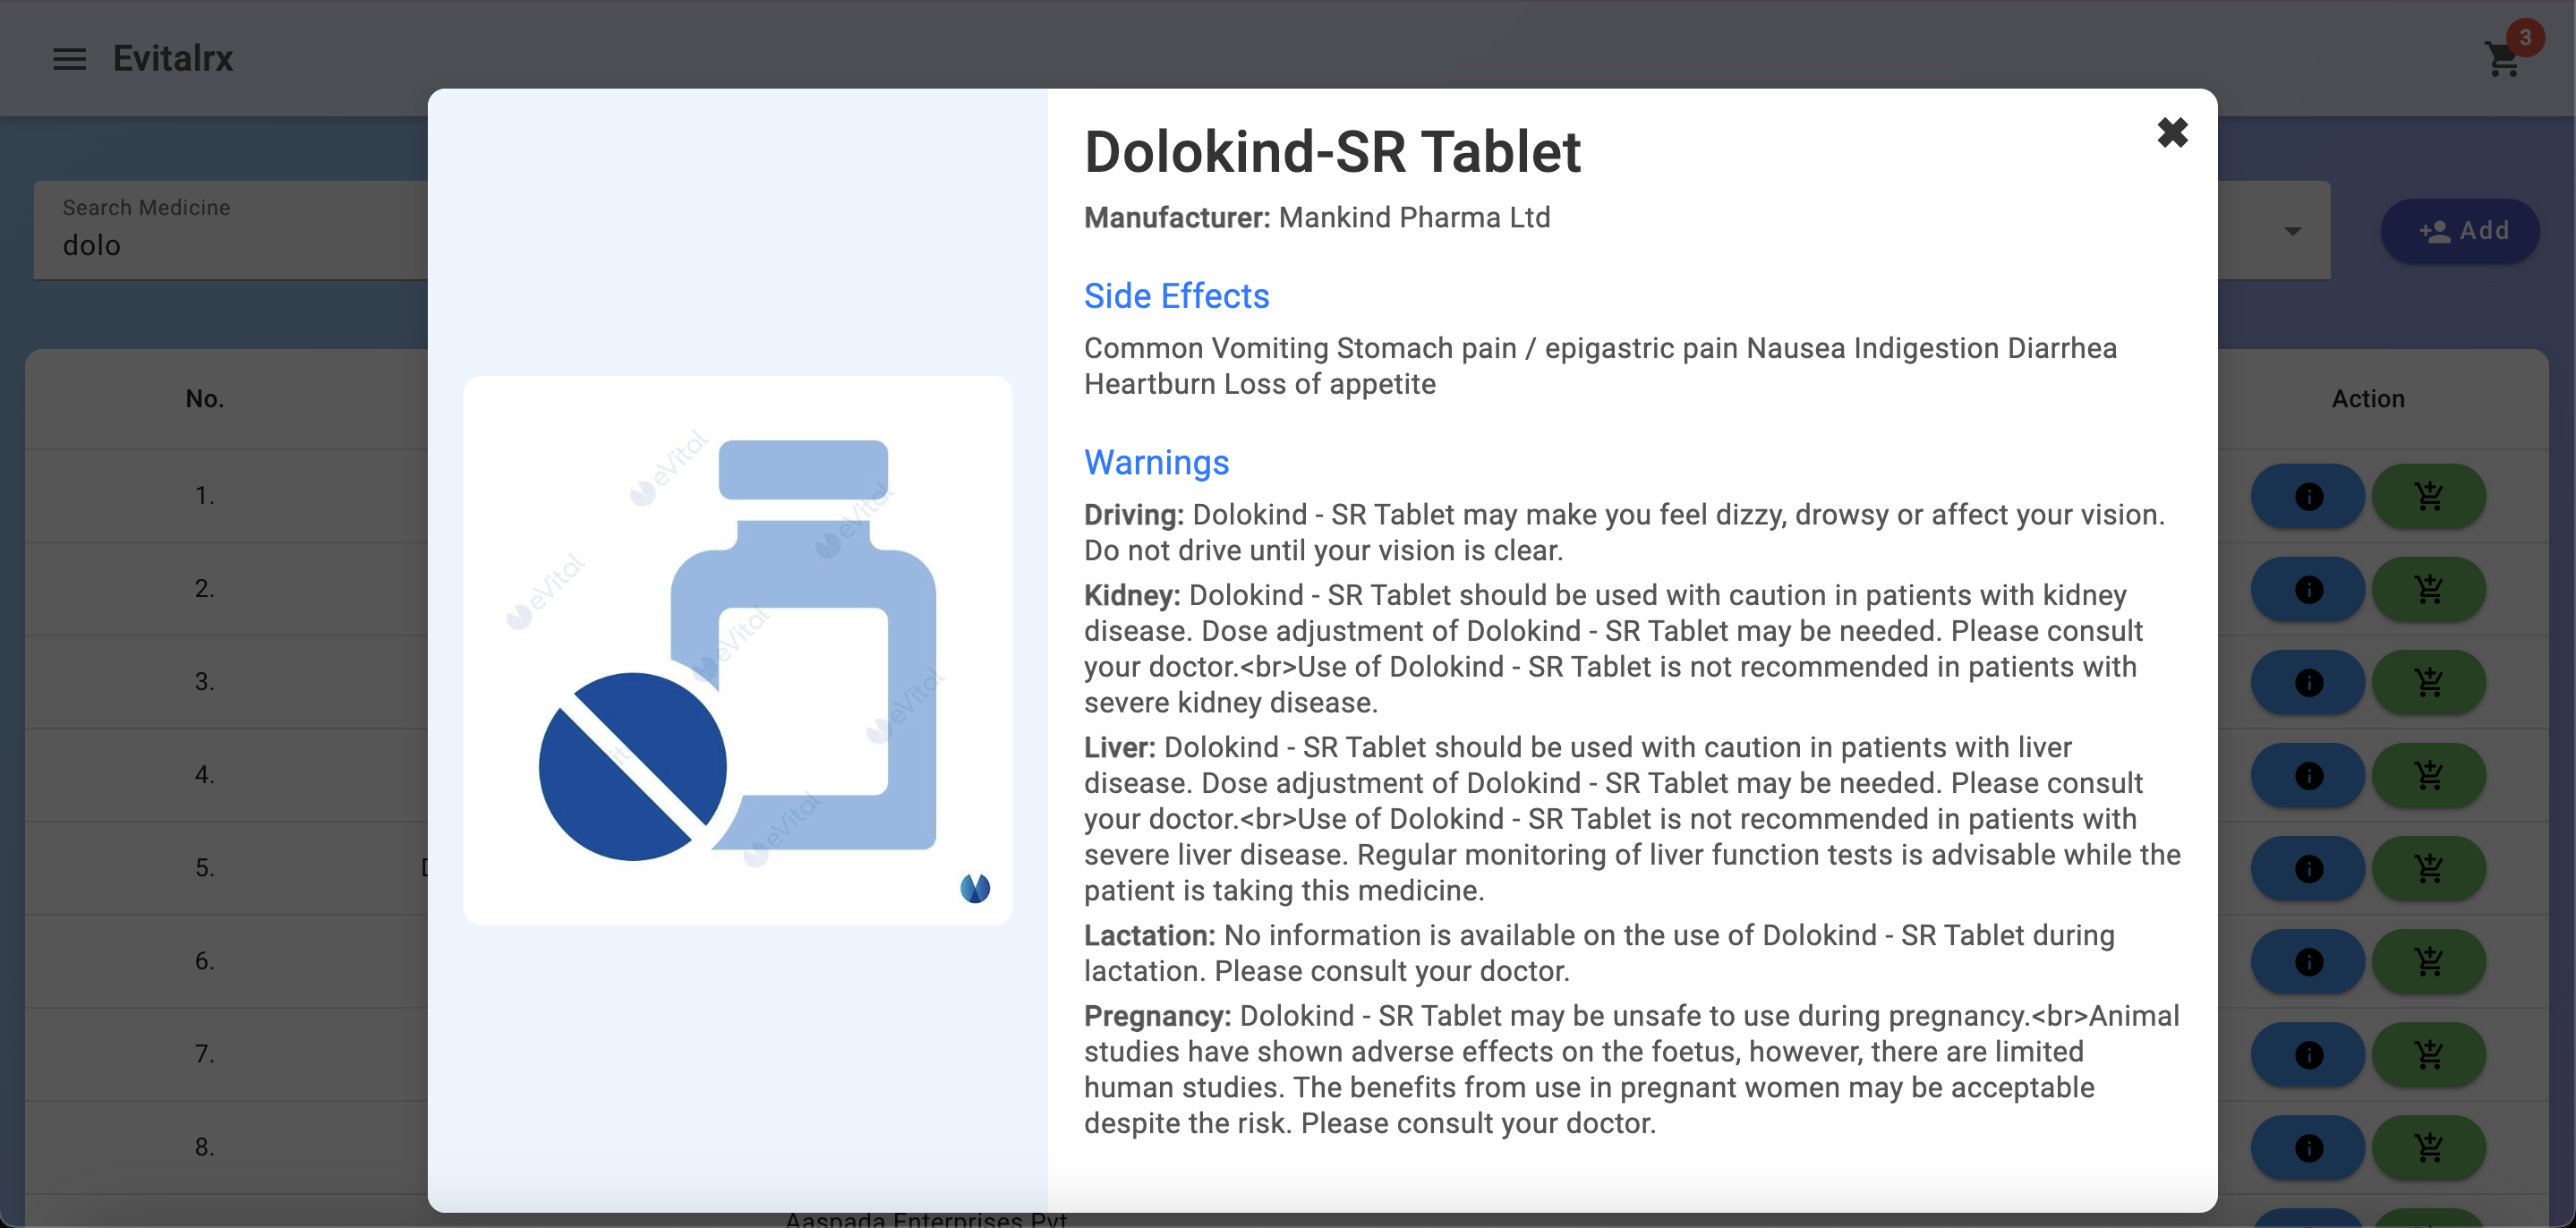 Evitalrx
3
Search Medicine
dolo
Add
No.
Action
1.
2.
3.
4.
5.
6.
7.
8.
Dolokind-SR Tablet
Manufacturer: Mankind Pharma Ltd
Side Effects
Common Vomiting Stomach pain / epigastric pain Nausea Indigestion Diarrhea
Heartburn Loss of appetite
Warnings
Driving: Dolokind - SR Tablet may make you feel dizzy, drowsy or affect your vision.
Do not drive until your vision is clear.
Kidney: Dolokind - SR Tablet should be used with caution in patients with kidney
disease. Dose adjustment of Dolokind - SR Tablet may be needed. Please consult
your doctor.<br>Use of Dolokind - SR Tablet is not recommended in patients with
severe kidney disease.
Liver: Dolokind - SR Tablet should be used with caution in patients with liver
disease. Dose adjustment of Dolokind - SR Tablet may be needed. Please consult
your doctor.<br>Use of Dolokind - SR Tablet is not recommended in patients with
severe liver disease. Regular monitoring of liver function tests is advisable while the
patient is taking this medicine.
Lactation: No information is available on the use of Dolokind - SR Tablet during
lactation. Please consult your doctor.
Pregnancy: Dolokind - SR Tablet may be unsafe to use during pregnancy.<br>Animal
studies have shown adverse effects on the foetus, however, there are limited
human studies. The benefits from use in pregnant women may be acceptable
despite the risk. Please consult your doctor.
eVital
eVital
eVital
eVital
eVital
eVital
Aaspada Enterprises Pvt